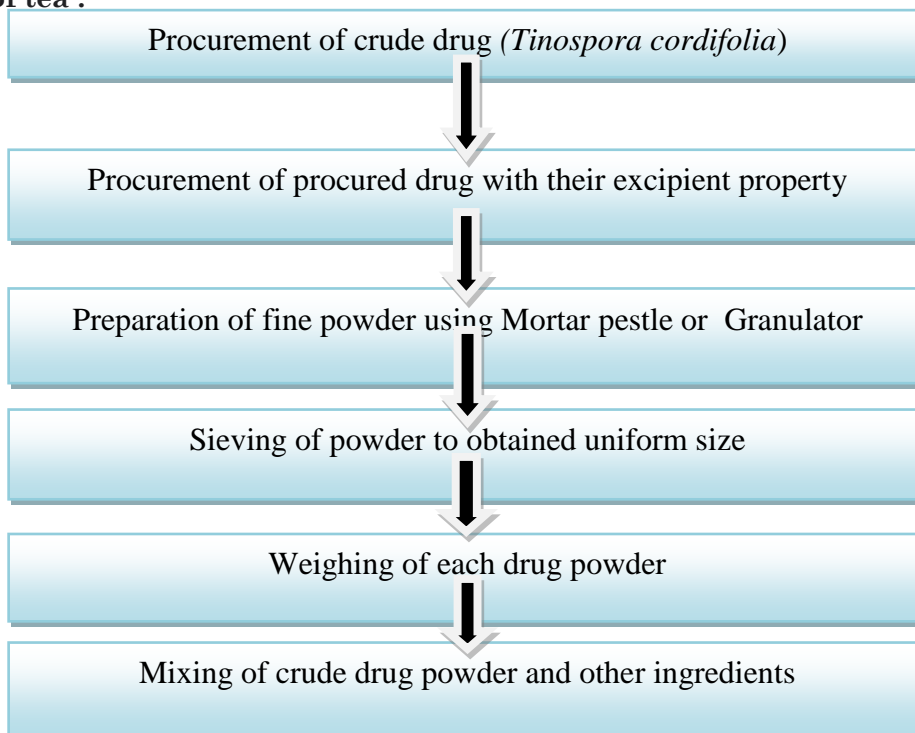 of tea :
Procurement of crude drug (Tinospora cordifolia)
Procurement of procured drug with their excipient property
Preparation of fine powder using Mortar pestle or Granulator
Sieving of powder to obtained uniform size
Weighing of each drug powder
Mixing of crude drug powder and other ingredients